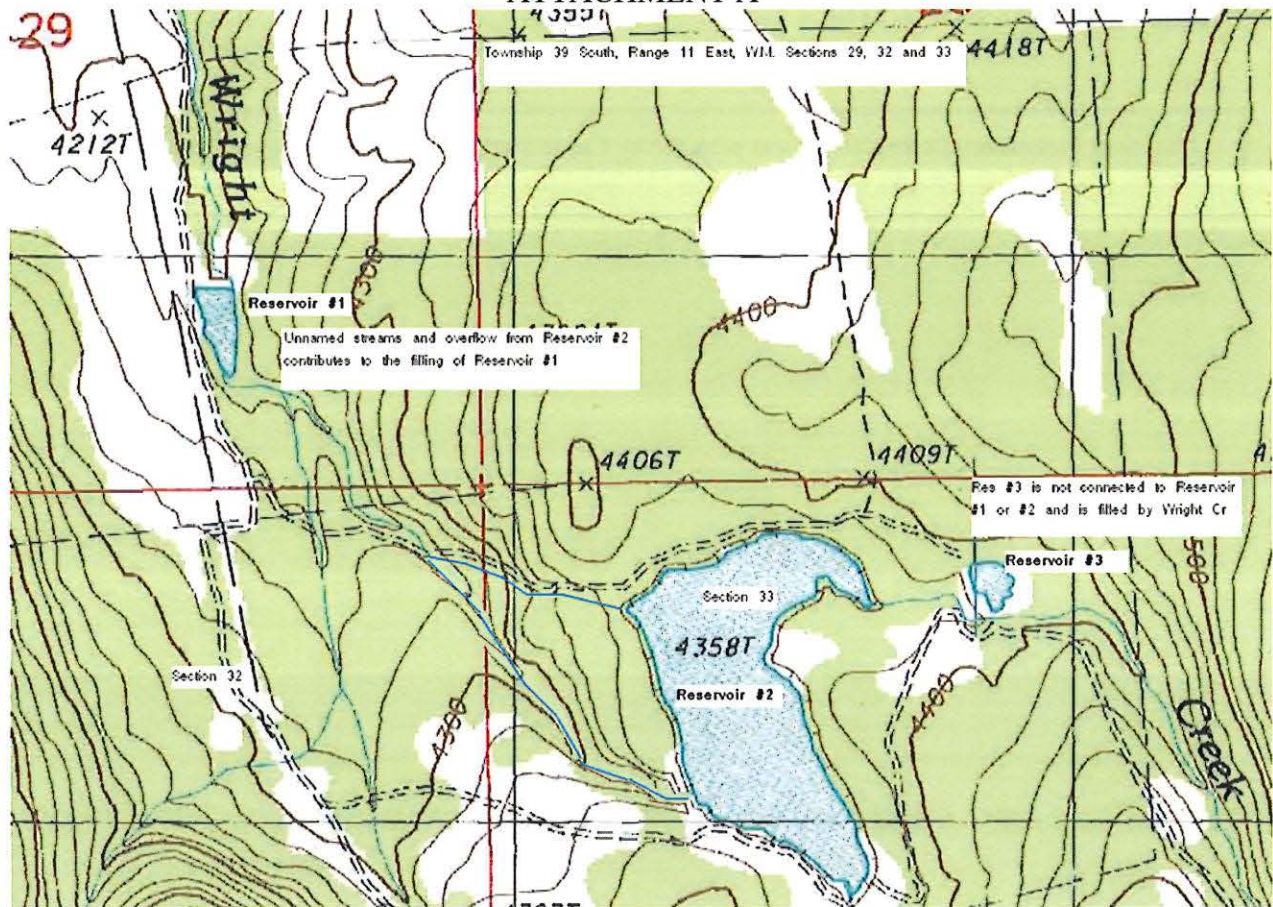 ATTACHMENT A
29
4418T
Township 39 South, Range 11 East, W.M. Sections 29, 32 and 33
4212T
Wright
Reservoir #1
4300
Unnamed streams and overflow from Reservoir #2
contributes to the filling of Reservoir #1
4400
4406T
4409T
Res #3 is not connected to Reservoir
#1 or #2 and is filled by Wright Cr
Reservoir #3
Section 33
4358T
Section 32
Reservoir #2
4300
4400
Creek